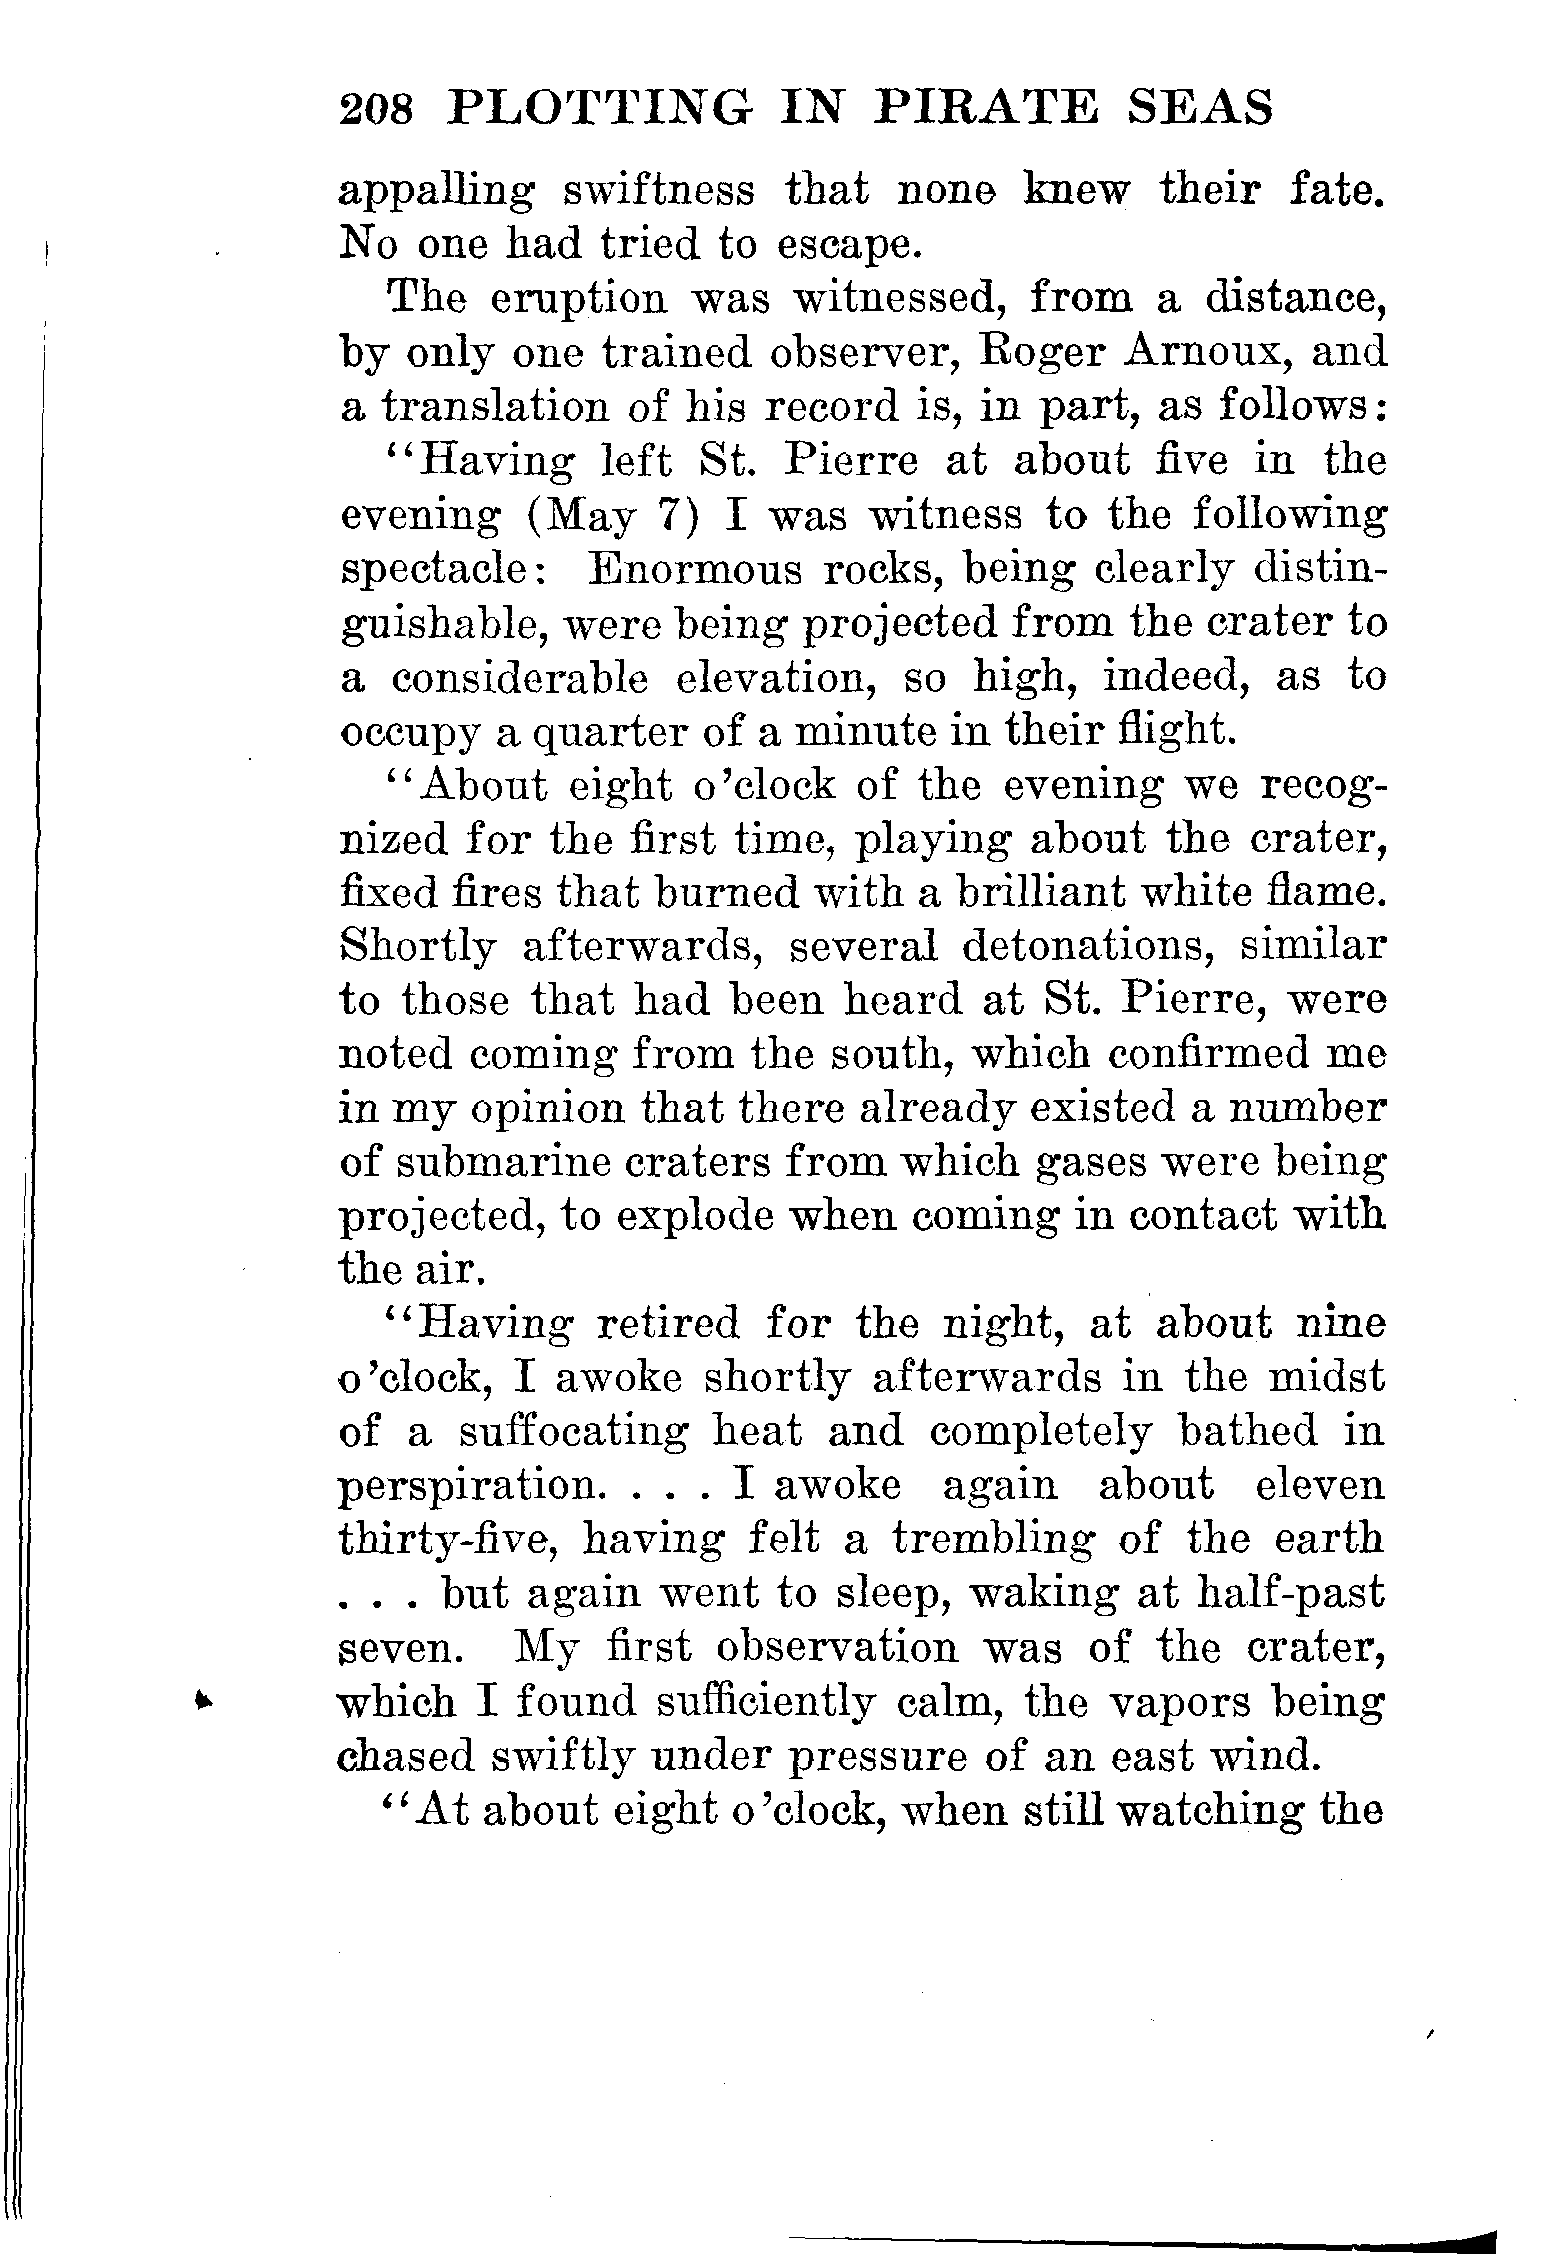 208 PLOTTING IN PIRATE SEAS
appalling swiftness that none knew their fate.
No one had tried to escape.
The eruption was witnessed, from a distance,
by only one trained observer, Roger Arnoux, and
a translation of his record is, in part, as follows:
“Having left St. Pierre at about five in the
evening (May 7) I was witness to the following
spectacle: Enormous rocks, being clearly distin-
guishable, were being projected from the crater to
a considerable elevation, so high, indeed, as to
occupy a quarter of a minute in their flight.
“About eight o’clock of the evening we recog-
nized for the first time, playing about the crater,
fixed fires that burned with a brilliant white flame.
Shortly afterwards, several detonations, similar
to those that had been heard at St. Pierre, were
noted coming from the south, which confirmed me
in my opinion that there already existed a number
of submarine craters from which gases were being
projected, to explode when coming in contact with
the air.
“Having retired for the night, at about nine
o’clock, I awoke shortly afterwards in the midst
of a suffocating heat and completely bathed in
perspiration. . . . I awoke again about eleven
thirty-five, having felt a trembling of the earth
. . . but again went to sleep, waking at half-past
seven. My first observation was of the crater,
which I found sufficiently calm, the vapors being
chased swiftly under pressure of an east wind.
“At about eight o’clock, when still watching the